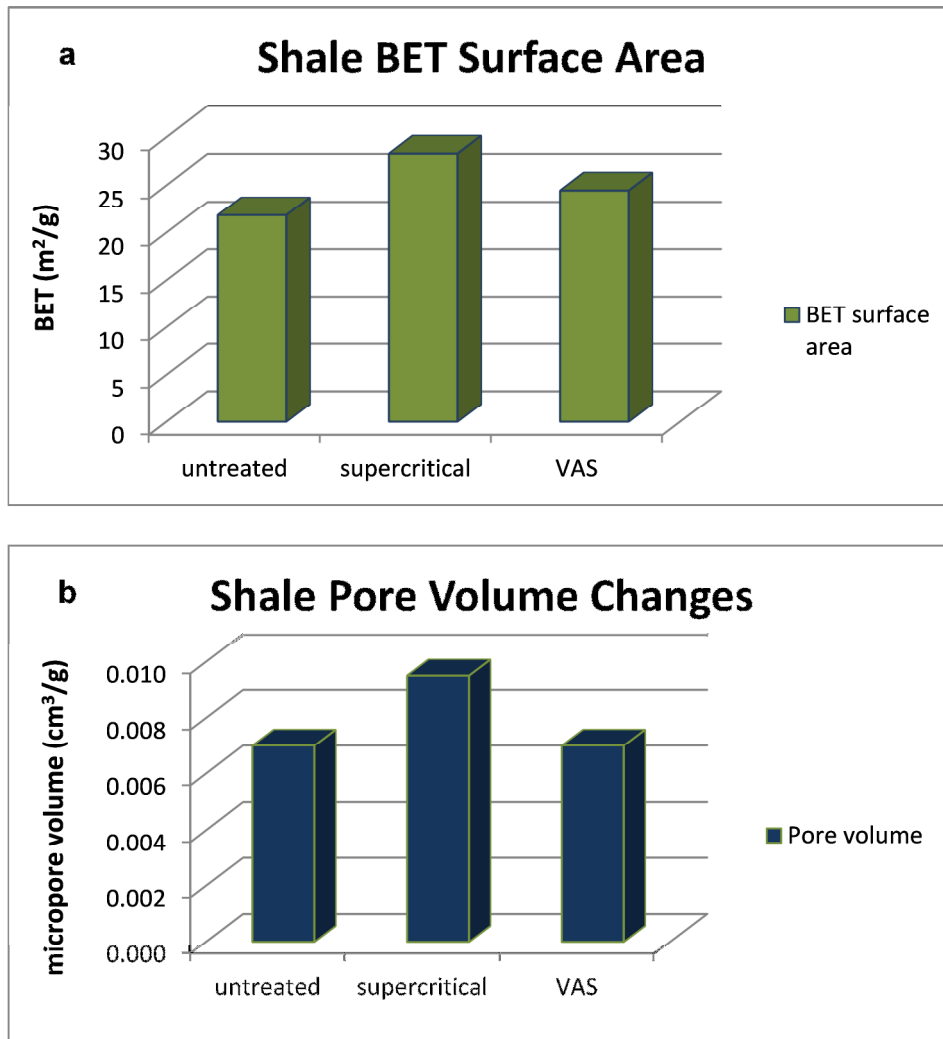 a
Shale BET Surface Area
BET (m²/g)
30
25
20
15
10
5
0
untreated supercritical VAS
BET surface
area
b
Shale Pore Volume Changes
micropore volume (cm³/g)
0.010
0.008
0.006
0.004
0.002
0.000
untreated supercritical VAS
Pore volume